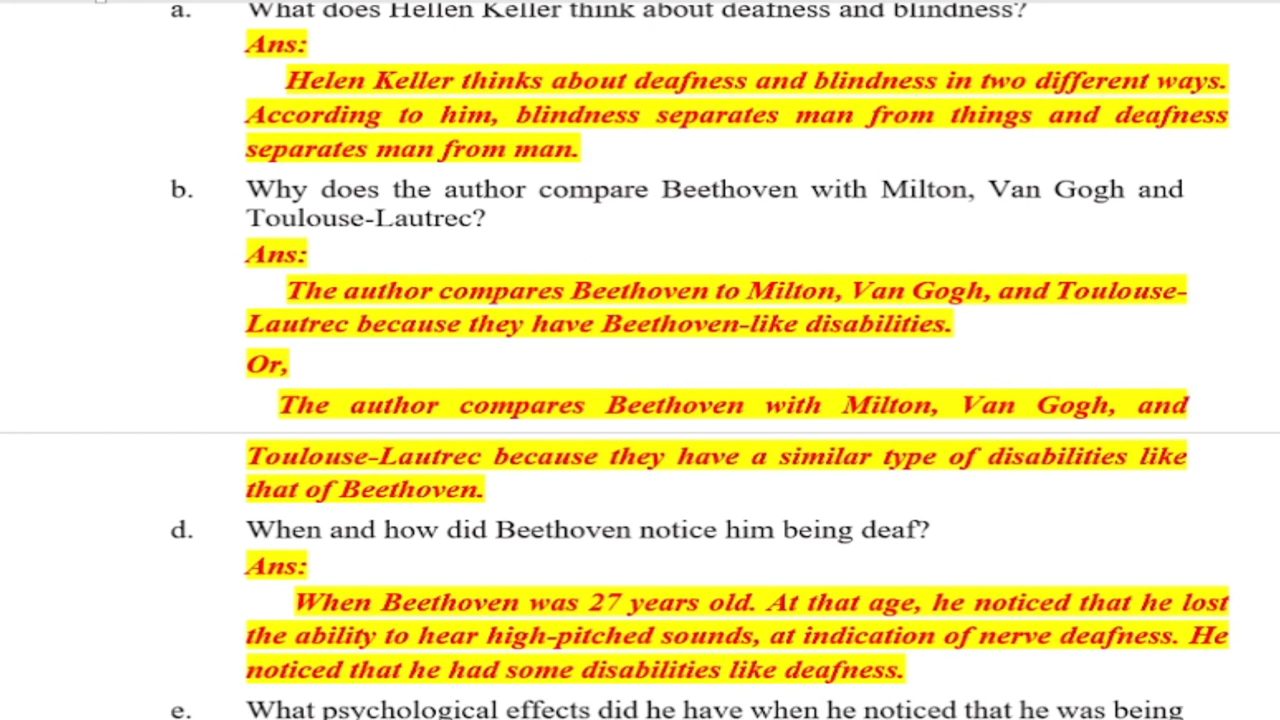 a. What does Hellen Keller think about deafness and blindness?
Ans:
Helen Keller thinks about deafness and blindness in two different ways.
According to him, blindness separates man from things and deafness
separates man from man.
b. Why does the author compare Beethoven with Milton, Van Gogh and
Toulouse-Lautrec?
Ans:
The author compares Beethoven to Milton, Van Gogh, and Toulouse-
Lautrec because they have Beethoven-like disabilities.
Or,
The author compares Beethoven with Milton, Van Gogh, and
Toulouse-Lautrec because they have a similar type of disabilities like
that of Beethoven.
d. When and how did Beethoven notice him being deaf?
Ans:
When Beethoven was 27 years old. At that age, he noticed that he lost
the ability to hear high-pitched sounds, at indication of nerve deafness. He
noticed that he had some disabilities like deafness.
e. What psychological effects did he have when he noticed that he was being